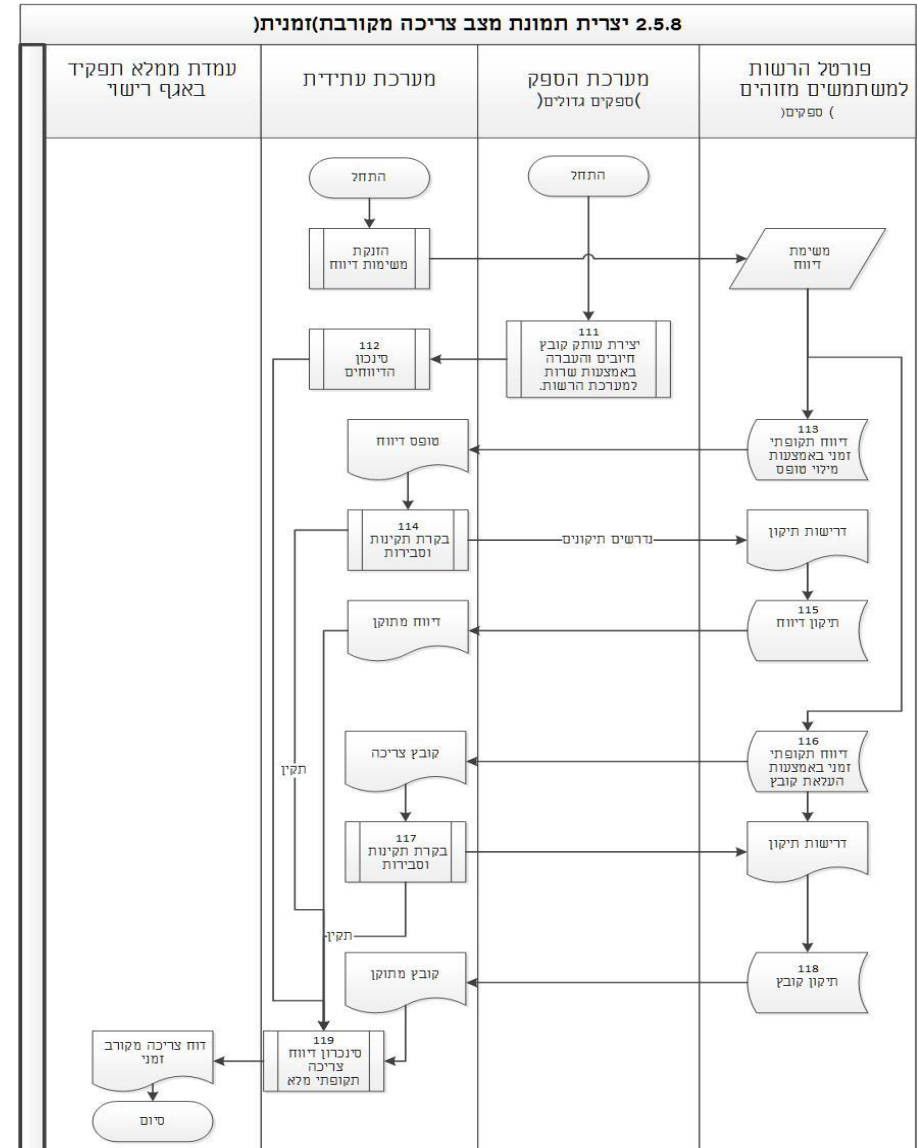 2.5.8 יצרית תמונת מצב צריכה מקורבת)זמנית(
פורטל הרשות
למשתמשים מזוהים
) ספקים(
מערכת הספק
)ספקים גדולים(
מערכת עתידית
עמדת ממלא תפקיד
באגף רישוי
התחל
התחל
משימת
דיווח
הזנקת
משימות דיווח
111
יצירת עותק קובץ
חיובים והעברה
באמצעות שרות
למערכת הרשות.
112
סינכון
הדיווחים
113
דיווח תקופתי
זמני באמצעות
מילוי טופס
טופס דיווח
114
בקרת תקינות
וסבירות
נדרשים תיקונים
דרישות תיקון
115
תיקון דיווח
דיווח מתוקן
116
דיווח תקופתי
זמני באמצעות
העלאת קובץ
קובץ צריכה
תקין
117
בקרת תקינות
וסבירות
דרישות תיקון
תקין
118
תיקון קובץ
קובץ מתוקן
119
סינכרון דיווח
צריכה
תקופתי מלא
דוח צריכה מקורב
זמני
סיום